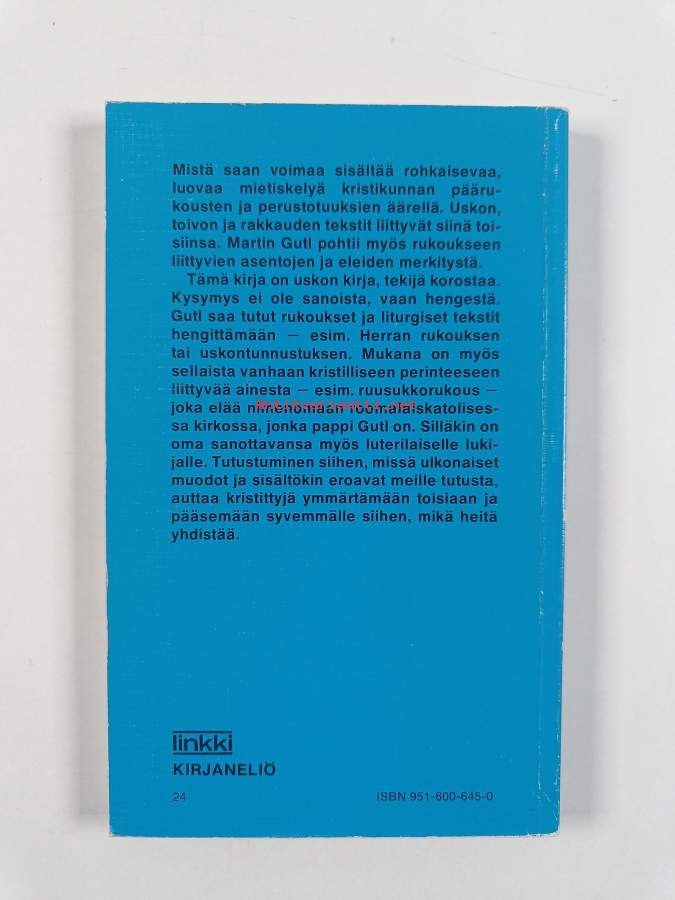 Mistä saan voimaa sisältää rohkaisevaa,
luovaa mietiskelyä kristikunnan pääru-
kousten ja perustotuuksien äärellä. Uskon,
toivon ja rakkauden tekstit liittyvät siinä toi-
siinsa. Martin Gutl pohtii myös rukoukseen
liittyvien asentojen ja eleiden merkitystä.
Tämä kirja on uskon kirja, tekijä korostaa.
Kysymys ei ole sanoista, vaan hengestä.
Gutl saa tutut rukoukset ja liturgiset tekstit
hengittämään – esim. Herran rukouksen
tai uskontunnustuksen. Mukana on myös
sellaista vanhaan kristilliseen perinteeseen
liittyvää ainesta – esim. ruusukkorukous –
antikvariaatti.net
joka elää nimenomaan roomalaiskatolises-
sa kirkossa, jonka pappi Gutl on. Silläkin on
oma sanottavansa myös luterilaiselle luki-
jalle. Tutustuminen siihen, missä ulkonaiset
muodot ja sisältökin eroavat meille tutusta,
auttaa kristittyjä ymmärtämään toisiaan ja
pääsemään syvemmälle siihen, mikä heitä
yhdistää.
linkki
KIRJANELIÖ
24 ISBN 951-600-645-0